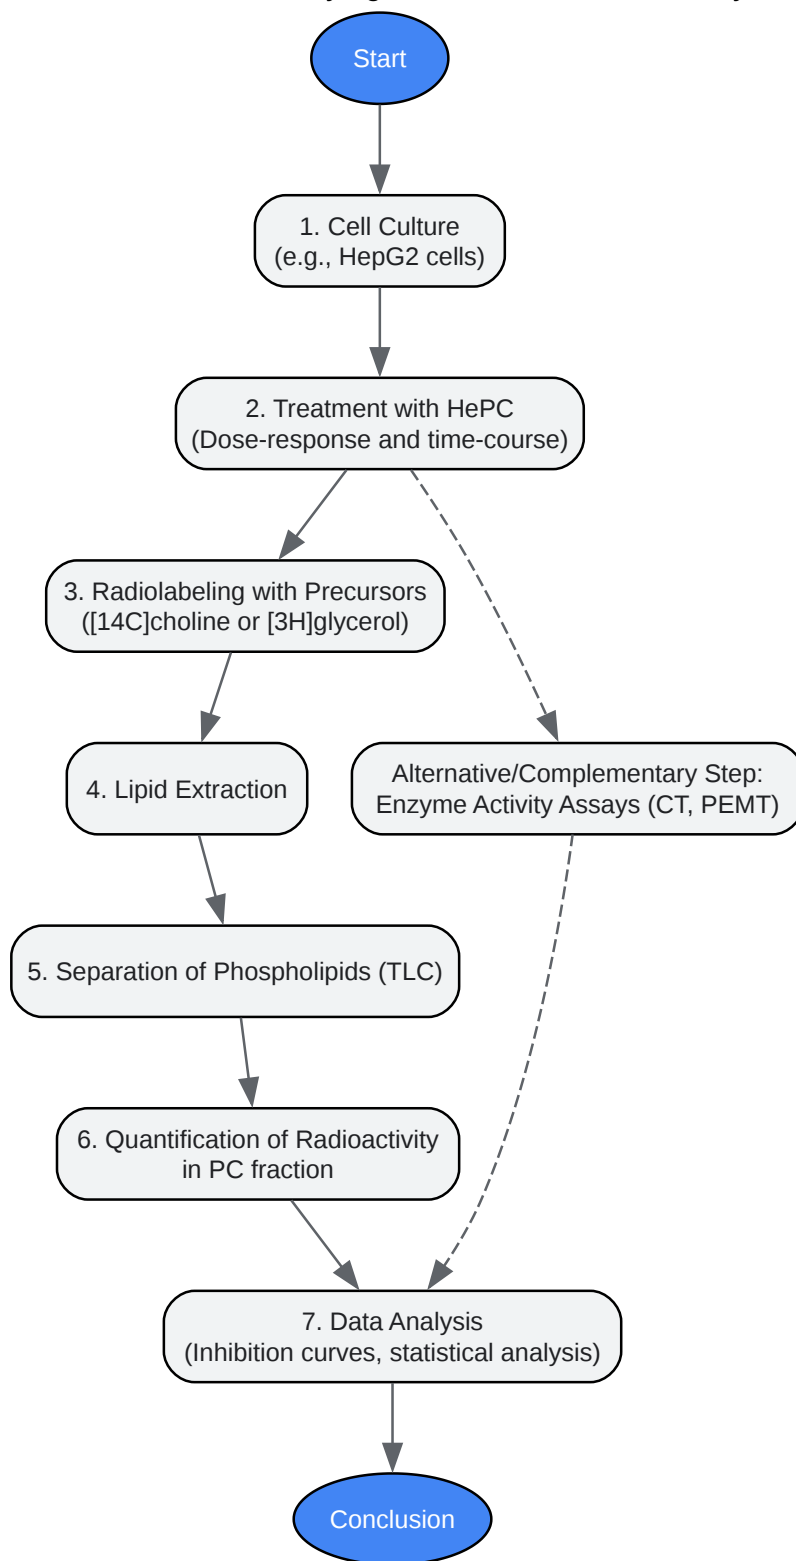 Start
1. Cell Culture
(e.g., HepG2 cells)
2. Treatment with HePC
(Dose-response and time-course)
3. Radiolabeling with Precursors
([14C]choline or [3H]glycerol)
4. Lipid Extraction
Alternative/Complementary Step:
Enzyme Activity Assays (CT, PEMT)
5. Separation of Phospholipids (TLC)
6. Quantification of Radioactivity
in PC fraction
7. Data Analysis
(Inhibition curves, statistical analysis)
Conclusion